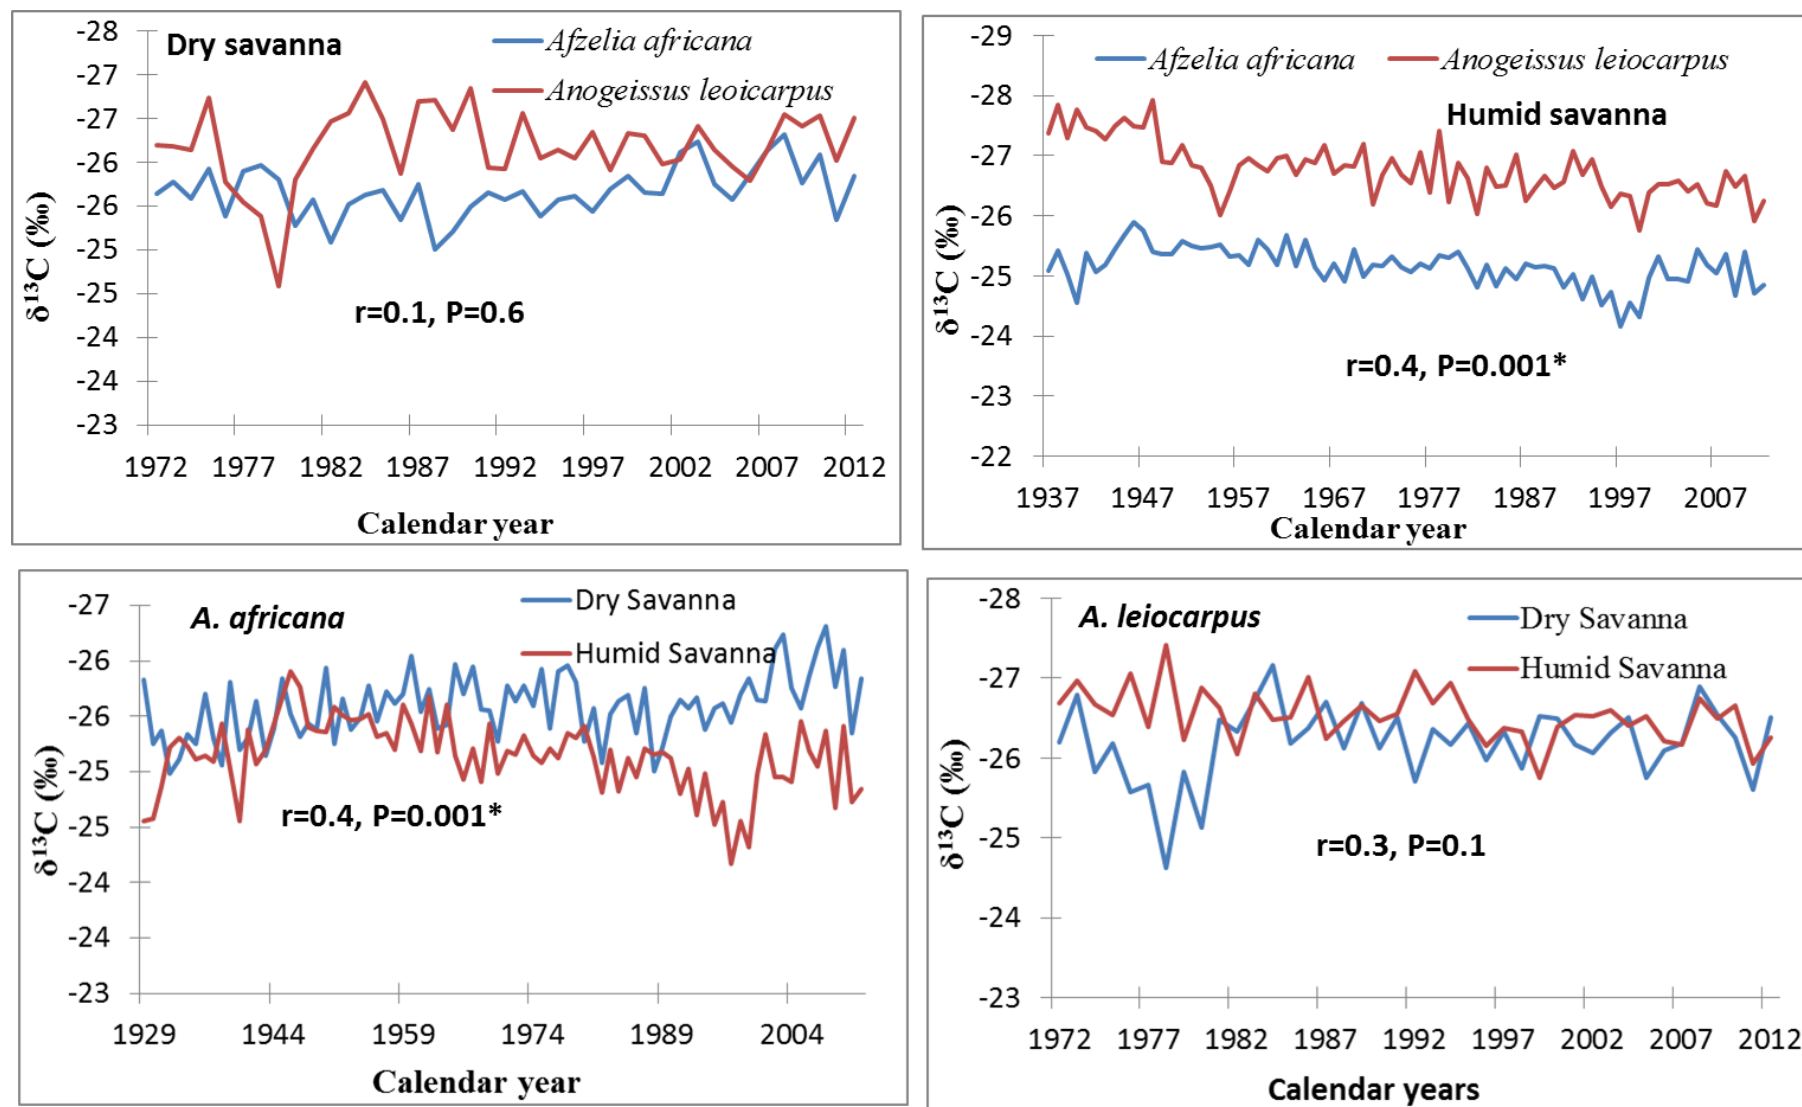 Dry savanna
Afzelia africana
Anogeissus leoicarpus
-28
-27
-27
-26
-26
-25
-25
-24
-24
-23
δ¹³C (‰)
r=0.1, P=0.6
1972 1977 1982 1987 1992 1997 2002 2007 2012
Calendar year
Afzelia africana Anogeissus leiocarpus
Humid savanna
-29
-28
-27
-26
-25
-24
-23
-22
δ¹³C (‰)
r=0.4, P=0.001*
1937 1947 1957 1967 1977 1987 1997 2007
Calendar year
A. africana
Dry Savanna
Humid Savanna
-27
-26
-26
-25
-25
-24
-24
-23
δ¹³C (‰)
r=0.4, P=0.001*
1929 1944 1959 1974 1989 2004
Calendar year
A. leiocarpus
Dry Savanna
Humid Savanna
-28
-27
-26
-25
-24
-23
δ¹³C (‰)
r=0.3, P=0.1
1972 1977 1982 1987 1992 1997 2002 2007 2012
Calendar years